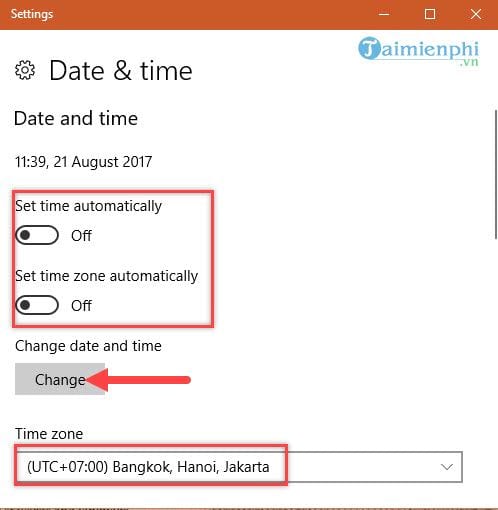 Settings
Taimienphi
.vn
Date & time
Date and time
11:39, 21 August 2017
Set time automatically
Off
Set time zone automatically
Off
Change date and time
Change
Time zone
(UTC+07:00) Bangkok, Hanoi, Jakarta